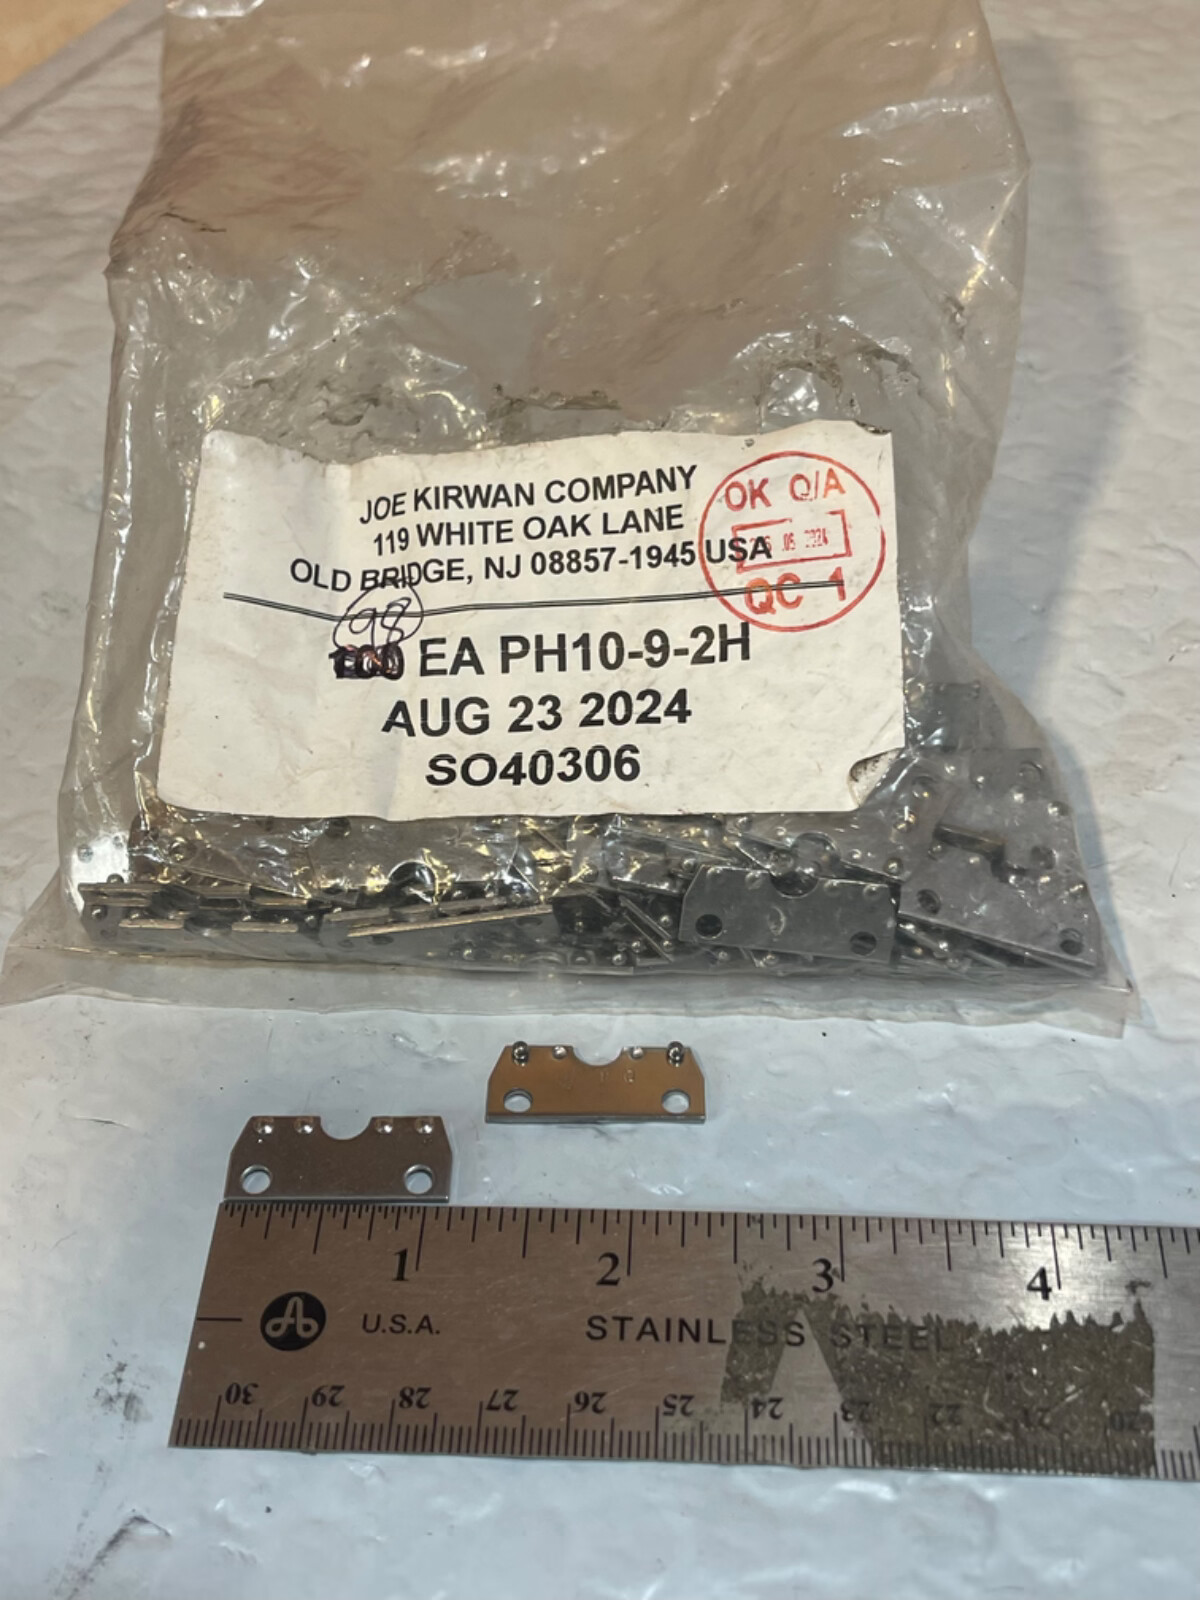 JOE KIRWAN COMPANY
119 WHITE OAK LANE
OLD BRIDGE, NJ 08857-1945 USA
OK Q/A
QC 1
98
100 EA PH10-9-2H
AUG 23 2024
SO40306
1 2 3 4
U.S.A. STAINLESS STEEL
30 29 28 27 26 25 24 23 22 21 20